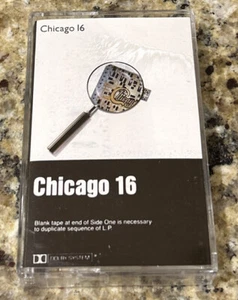 Chicago 16
Chicago
Chicago 16
Blank tape at end of Side One is necessary
to duplicate sequence of L.P.
DOLBY SYSTEM